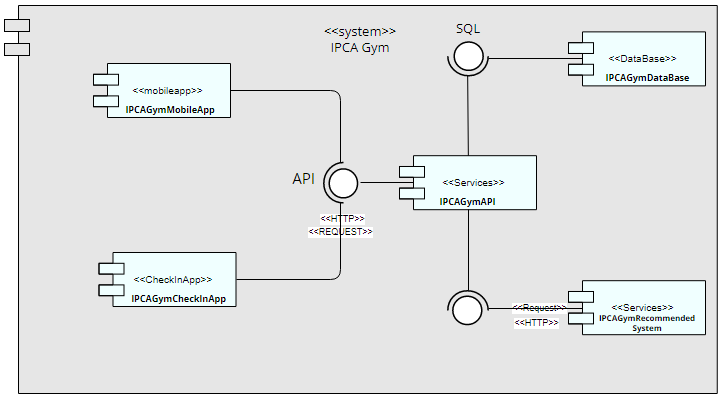 <<system>>
IPCA Gym
SQL
<<DataBase>>
IPCAGymDataBase
<<mobileapp>>
IPCAGymMobileApp
API
<<Services>>
IPCAGymAPI
<<HTTP>>
<<REQUEST>>
<<CheckInApp>>
IPCAGymCheckInApp
<<Request>>
<<HTTP>>
<<Services>>
IPCAGymRecommended
System